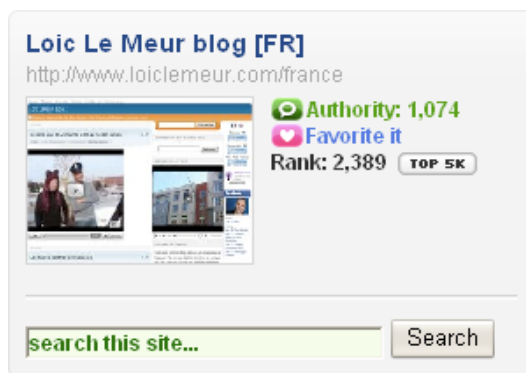 Loic Le Meur blog [FR]
http://www.loiclemeur.com/france
Authority: 1,074
Favorite it
Rank: 2,389 TOP 5K
search this site...
Search